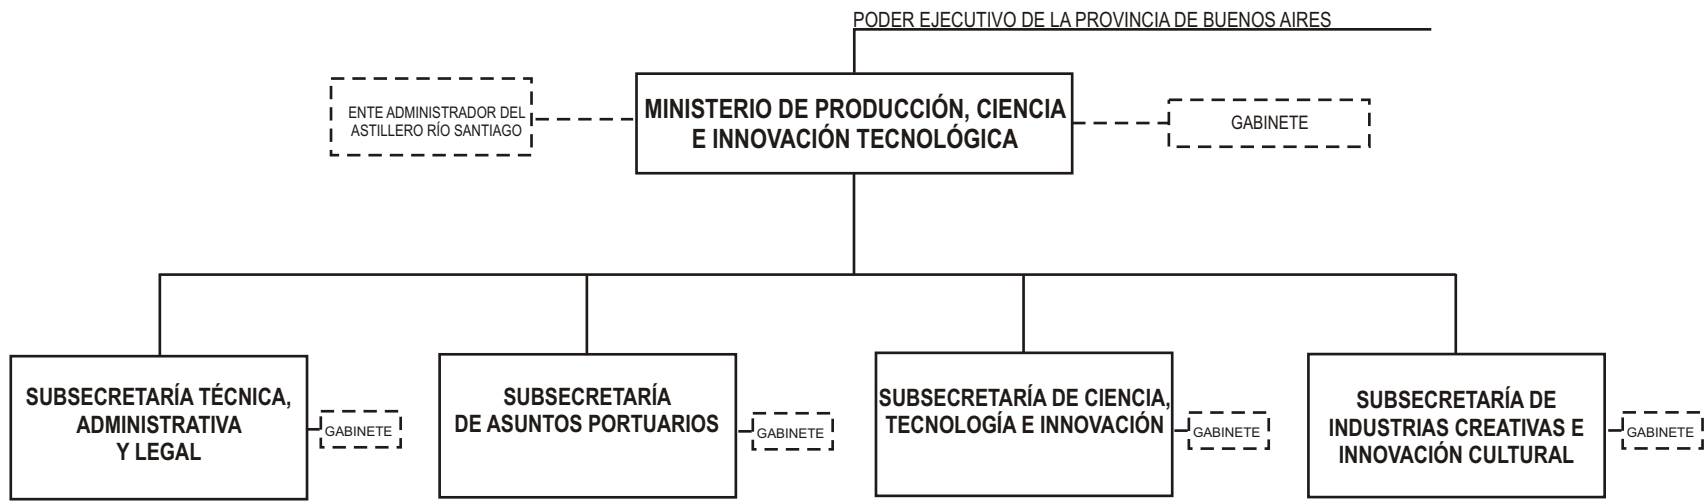 PODER EJECUTIVO DE LA PROVINCIA DE BUENOS AIRES
ENTE ADMINISTRADOR DEL
ASTILLERO RÍO SANTIAGO
MINISTERIO DE PRODUCCIÓN, CIENCIA
E INNOVACIÓN TECNOLÓGICA
GABINETE
SUBSECRETARÍA TÉCNICA,
ADMINISTRATIVA
Y LEGAL
GABINETE
SUBSECRETARÍA
DE ASUNTOS PORTUARIOS
GABINETE
SUBSECRETARÍA DE CIENCIA,
TECNOLOGÍA E INNOVACIÓN
GABINETE
SUBSECRETARÍA DE
INDUSTRIAS CREATIVAS E
INNOVACIÓN CULTURAL
GABINETE